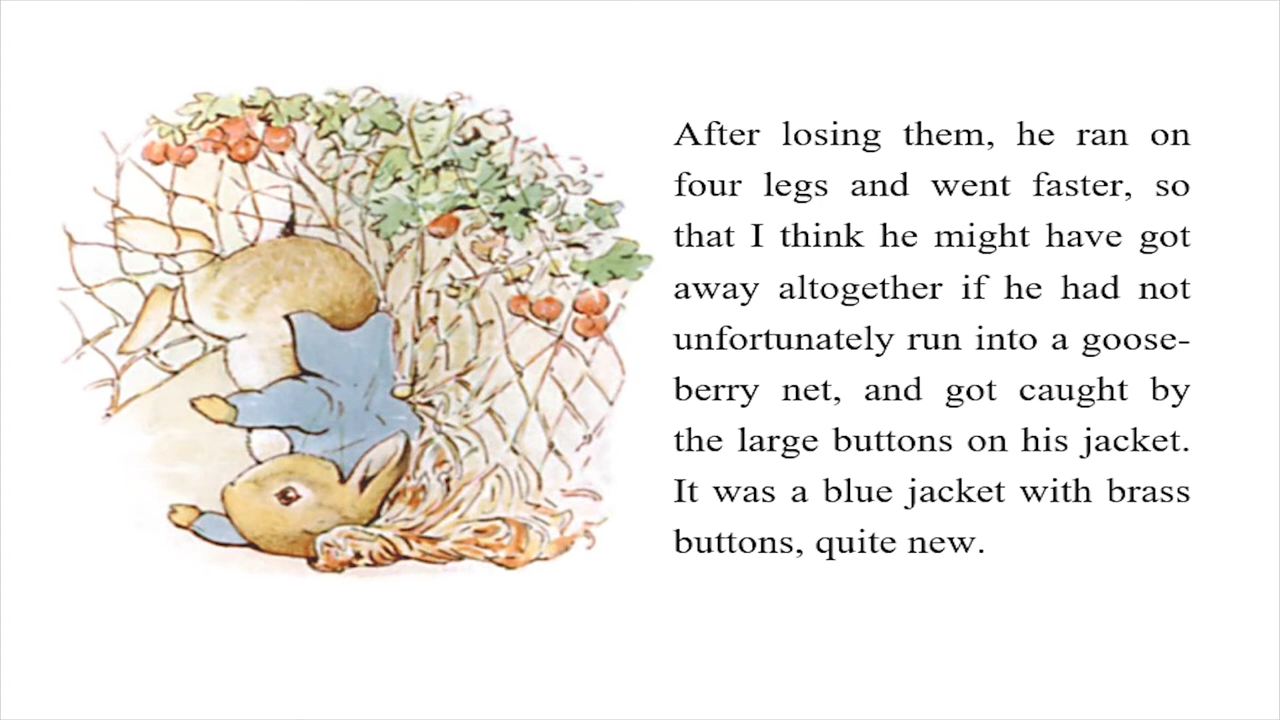 After losing them, he ran on
four legs and went faster, so
that I think he might have got
away altogether if he had not
unfortunately run into a goose-
berry net, and got caught by
the large buttons on his jacket.
It was a blue jacket with brass
buttons, quite new.